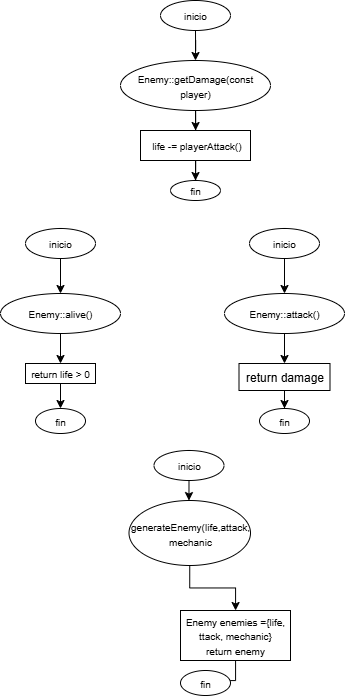 inicio
Enemy::getDamage(const
player)
life -= playerAttack()
fin
inicio
Enemy::alive()
return life > 0
fin
inicio
Enemy::attack()
return damage
fin
inicio
generateEnemy(life,attack,
mechanic
Enemy enemies ={life,
ttack, mechanic}
return enemy
fin